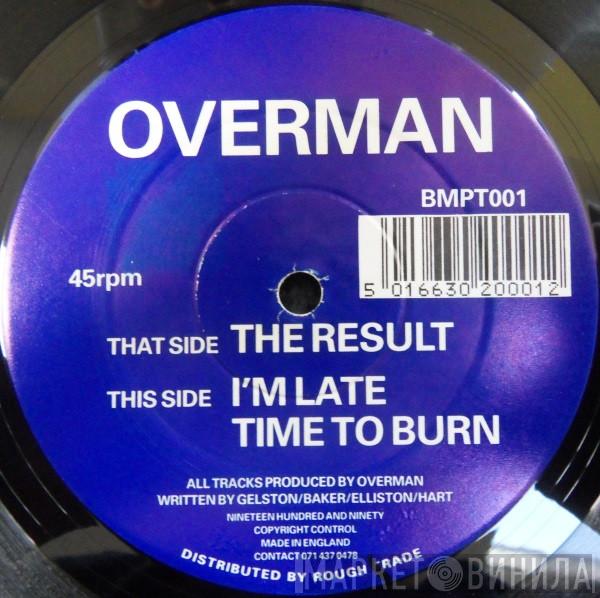 OVERMAN
BMPT001
45rpm
5 016630 200012
THAT SIDE THE RESULT
THIS SIDE I'M LATE
TIME TO BURN
ALL TRACKS PRODUCED BY OVERMAN
WRITTEN BY GELSTON/BAKER/ELLISTON/HART
NINETEEN HUNDRED AND NINETY
COPYRIGHT CONTROL
MADE IN ENGLAND
CONTACT 071 437 0478
DISTRIBUTED BY ROUGH TRADE
МАРКЕТ ВИНИЛА